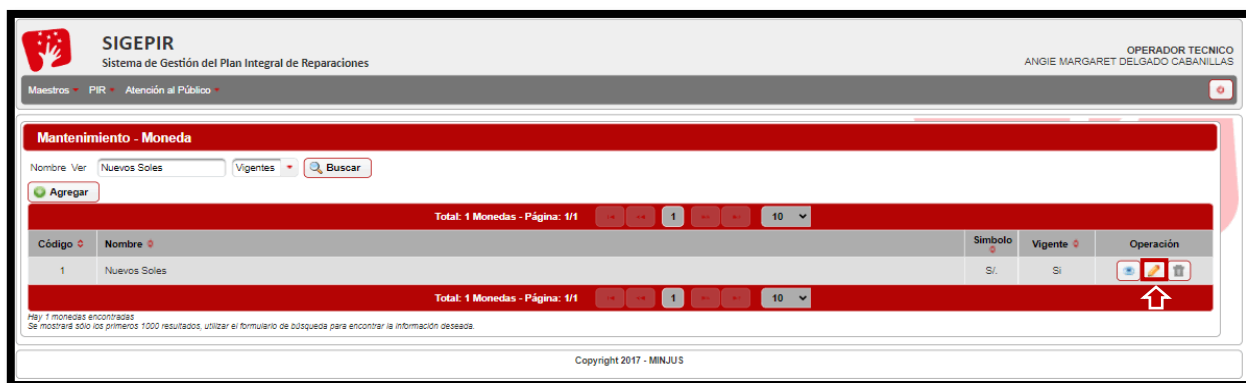 SIGEPIR
Sistema de Gestión del Plan Integral de Reparaciones
OPERADOR TECNICO
ANGIE MARGARET DELGADO CABANILLAS
Maestros PIR Atención al Público
Mantenimiento - Moneda
Nombre Ver Nuevos Soles Vigentes Buscar
Agregar
Total: 1 Monedas - Página: 1/1 1 10
Código Nombre Simbolo Vigente Operación
1 Nuevos Soles S/. Si
Total: 1 Monedas - Página: 1/1 1 10
Hay 1 monedas encontradas
Se mostrará sólo los primeros 1000 resultados, utilizar el formulario de búsqueda para encontrar la información deseada.
Copyright 2017 - MINJUS